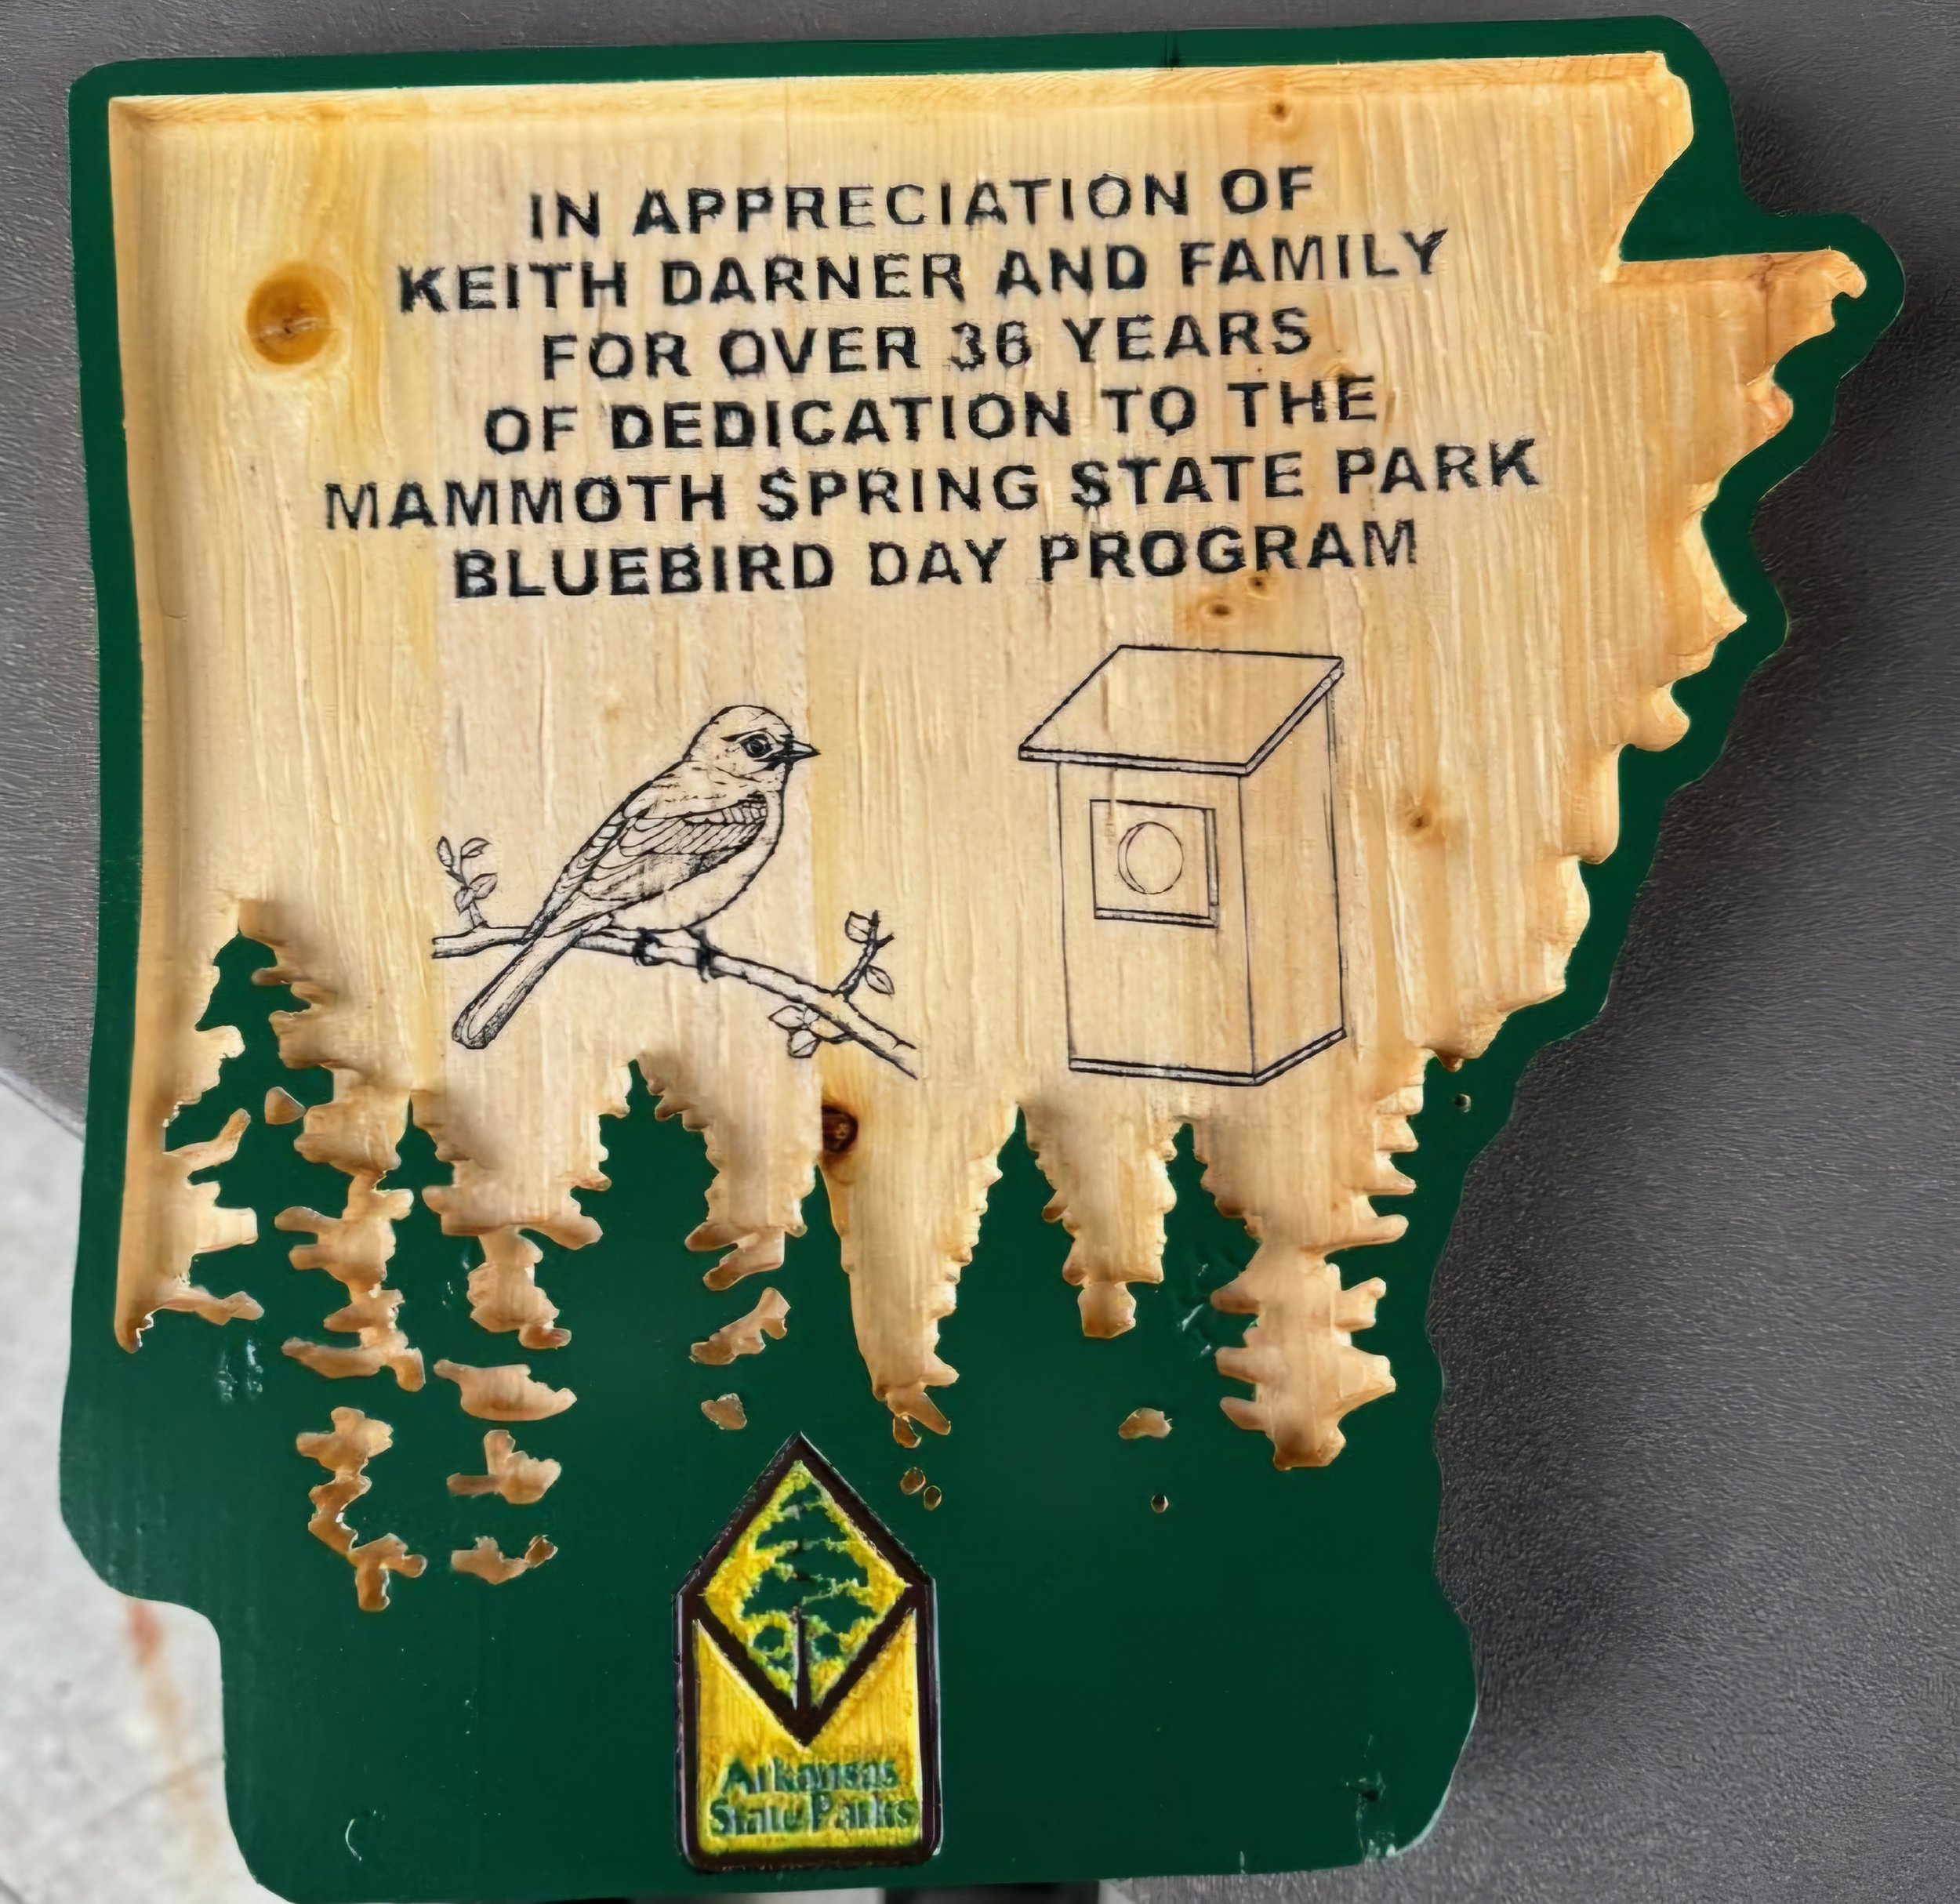 IN APPRECIATION OF
KEITH DARNER AND FAMILY
FOR OVER 36 YEARS
OF DEDICATION TO THE
MAMMOTH SPRING STATE PARK
BLUEBIRD DAY PROGRAM
Arkansas
State Parks